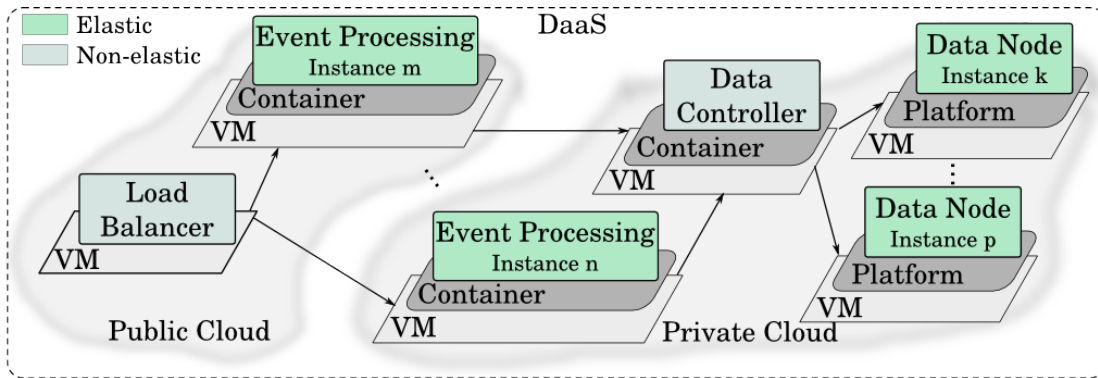 DaaS
Elastic
Non-elastic
Event Processing
Instance m
Container
VM
Data
Controller
Container
VM
Data Node
Instance k
Platform
VM
...
Load
Balancer
VM
Event Processing
Instance n
Container
VM
...
Data Node
Instance p
Platform
VM
Public Cloud
Private Cloud